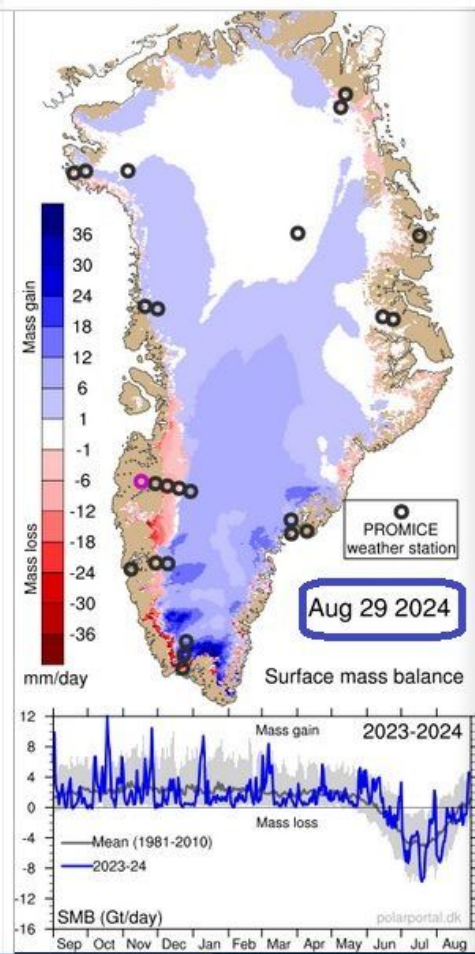 Mass gain
36
30
24
18
12
6
1
-1
-6
-12
-18
-24
-30
-36
Mass loss
mm/day
PROMICE
weather station
Aug 29 2024
Surface mass balance
12
8
4
0
-4
-8
-12
-16
Mass gain
2023-2024
Mass loss
Mean (1981-2010)
2023-24
SMB (Gt/day)
polarportal.dk
Sep Oct Nov Dec Jan Feb Mar Apr May Jun Jul Aug